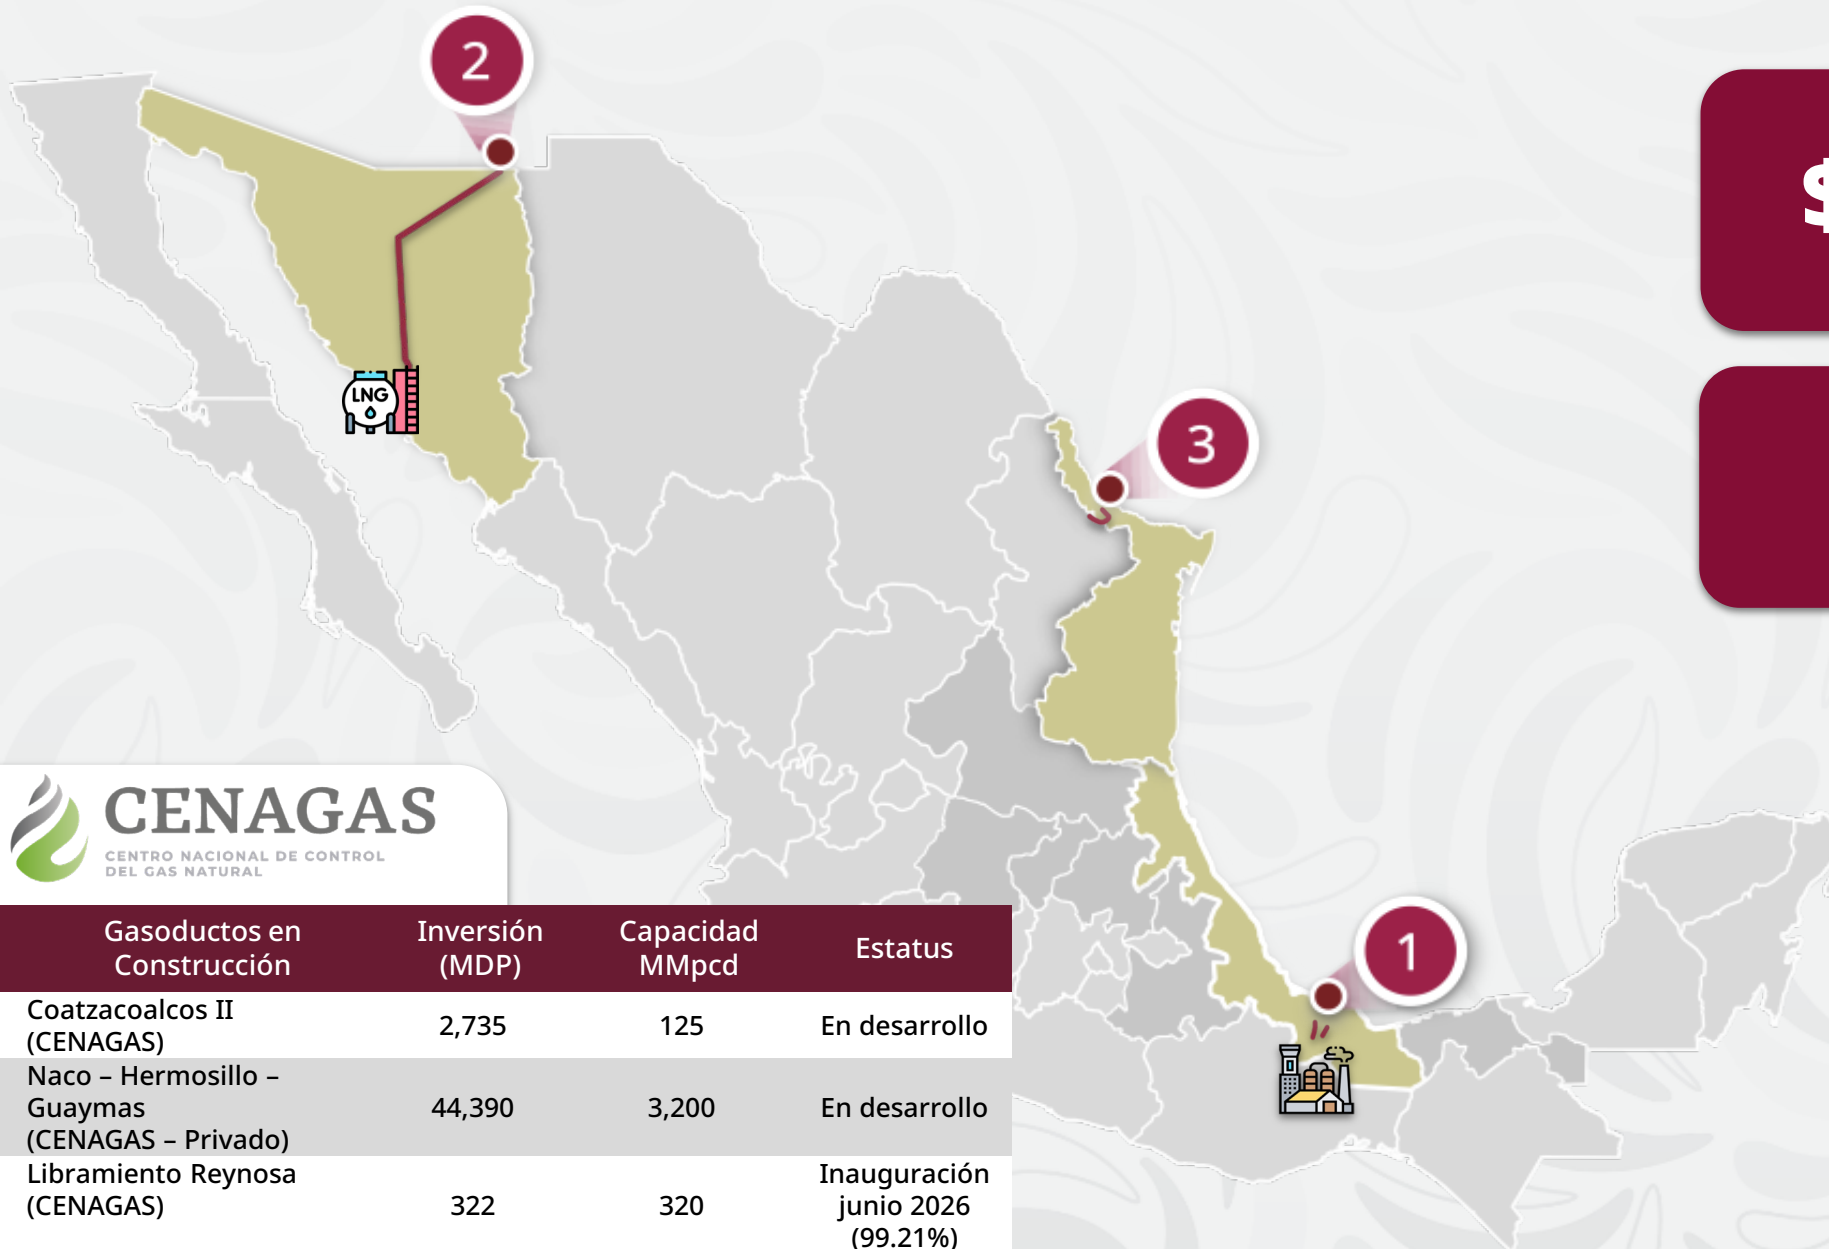 2
$
LNG
3
CENAGAS
CENTRO NACIONAL DE CONTROL
DEL GAS NATURAL
1
Gasoductos en
Construcción
Inversión
(MDP)
Capacidad
MMpcd
Estatus
Coatzacoalcos II
(CENAGAS)
2,735
125
En desarrollo
Naco – Hermosillo –
Guaymas
(CENAGAS – Privado)
44,390
3,200
En desarrollo
Libramiento Reynosa
(CENAGAS)
322
320
Inauguración
junio 2026
(99.21%)